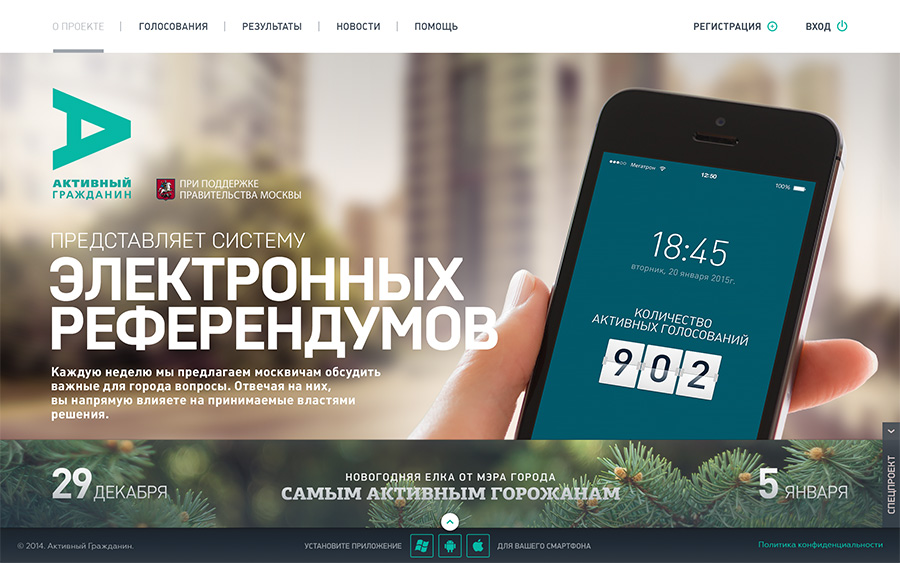 О ПРОЕКТЕ | ГОЛОСОВАНИЯ | РЕЗУЛЬТАТЫ | НОВОСТИ | ПОМОЩЬ
РЕГИСТРАЦИЯ ВХОД
АКТИВНЫЙ
ГРАЖДАНИН
ПРИ ПОДДЕРЖКЕ
ПРАВИТЕЛЬСТВА МОСКВЫ
ПРЕДСТАВЛЯЕТ СИСТЕМУ
ЭЛЕКТРОННЫХ
РЕФЕРЕНДУМОВ
Каждую неделю мы предлагаем москвичам обсудить
важные для города вопросы. Отвечая на них,
вы напрямую влияете на принимаемые властями
решения.
Мегатрон 12:50 100%
18:45
вторник, 20 января 2015г.
КОЛИЧЕСТВО
АКТИВНЫХ ГОЛОСОВАНИЙ
902
29 ДЕКАБРЯ
НОВОГОДНЯЯ ЕЛКА ОТ МЭРА ГОРОДА
САМЫМ АКТИВНЫМ ГОРОЖАНАМ
5 ЯНВАРЯ
СПЕЦПРОЕКТ
© 2014. Активный Гражданин.
УСТАНОВИТЕ ПРИЛОЖЕНИЕ ДЛЯ ВАШЕГО СМАРТФОНА
Политика конфиденциальности